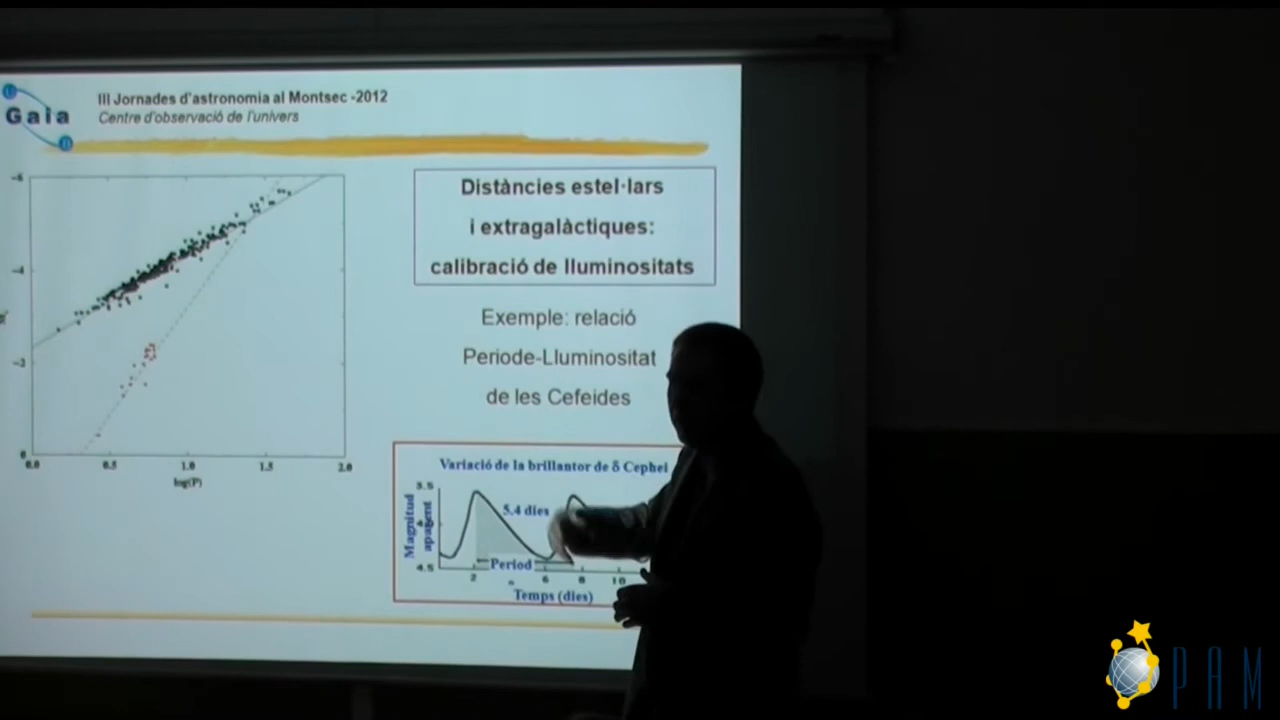 Gaia
III Jornades d'astronomia al Montsec -2012
Centre d'observació de l'univers
Distàncies estel·lars
i extragalàctiques:
calibració de lluminositats
Exemple: relació
Periode-Lluminositat
de les Cefeides
-6
-4
-2
0
0.0 0.5 1.0 1.5 2.0
log(P)
Variació de la brillantor de δ Cephei
Magnitud
aparent
3.5
4.5
5.4 dies
Period
2 6 8 10
Temps (dies)
PAM